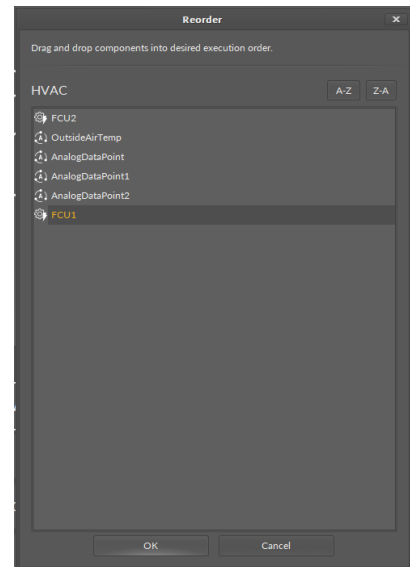 Reorder
Drag and drop components into desired execution order.
HVAC
A-Z Z-A
FCU2
OutsideAirTemp
AnalogDataPoint
AnalogDataPoint1
AnalogDataPoint2
FCU1
OK Cancel